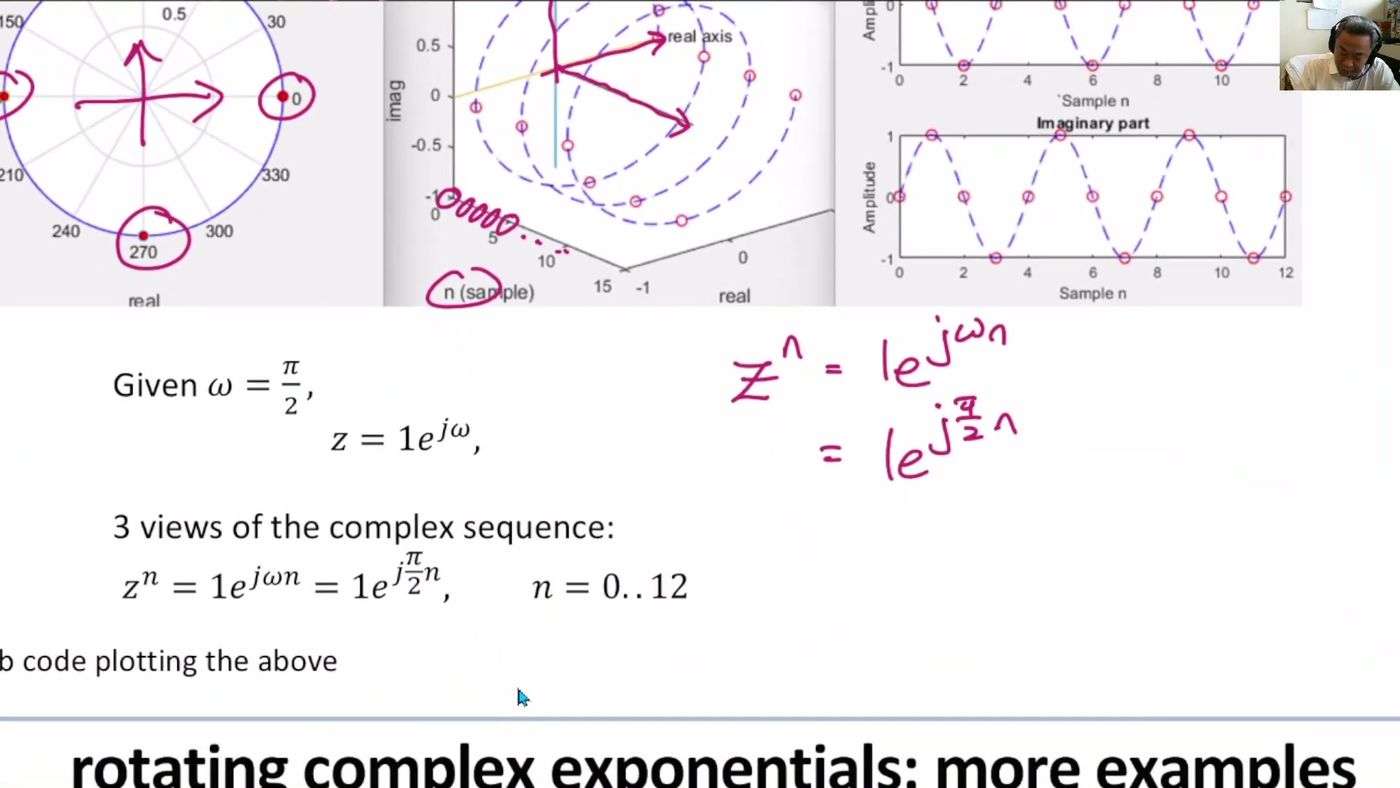 150
0.5
30
0
210
330
240
300
270
real
0.5
0
-0.5
-1
imag
real axis
0
5
10
15
n (sample)
-1
0
real
0
-1
Ampli
0 2 4 6 8 10
`Sample n
Imaginary part
1
0
-1
Amplitude
0 2 4 6 8 10 12
Sample n
Given ω = π/2,
z = 1e^{jω},
z^n = 1e^{jωn}
= 1e^{j π/2 n}
3 views of the complex sequence:
z^n = 1e^{jωn} = 1e^{j π/2 n}, n = 0..12
b code plotting the above
rotating complex exponentials: more examples